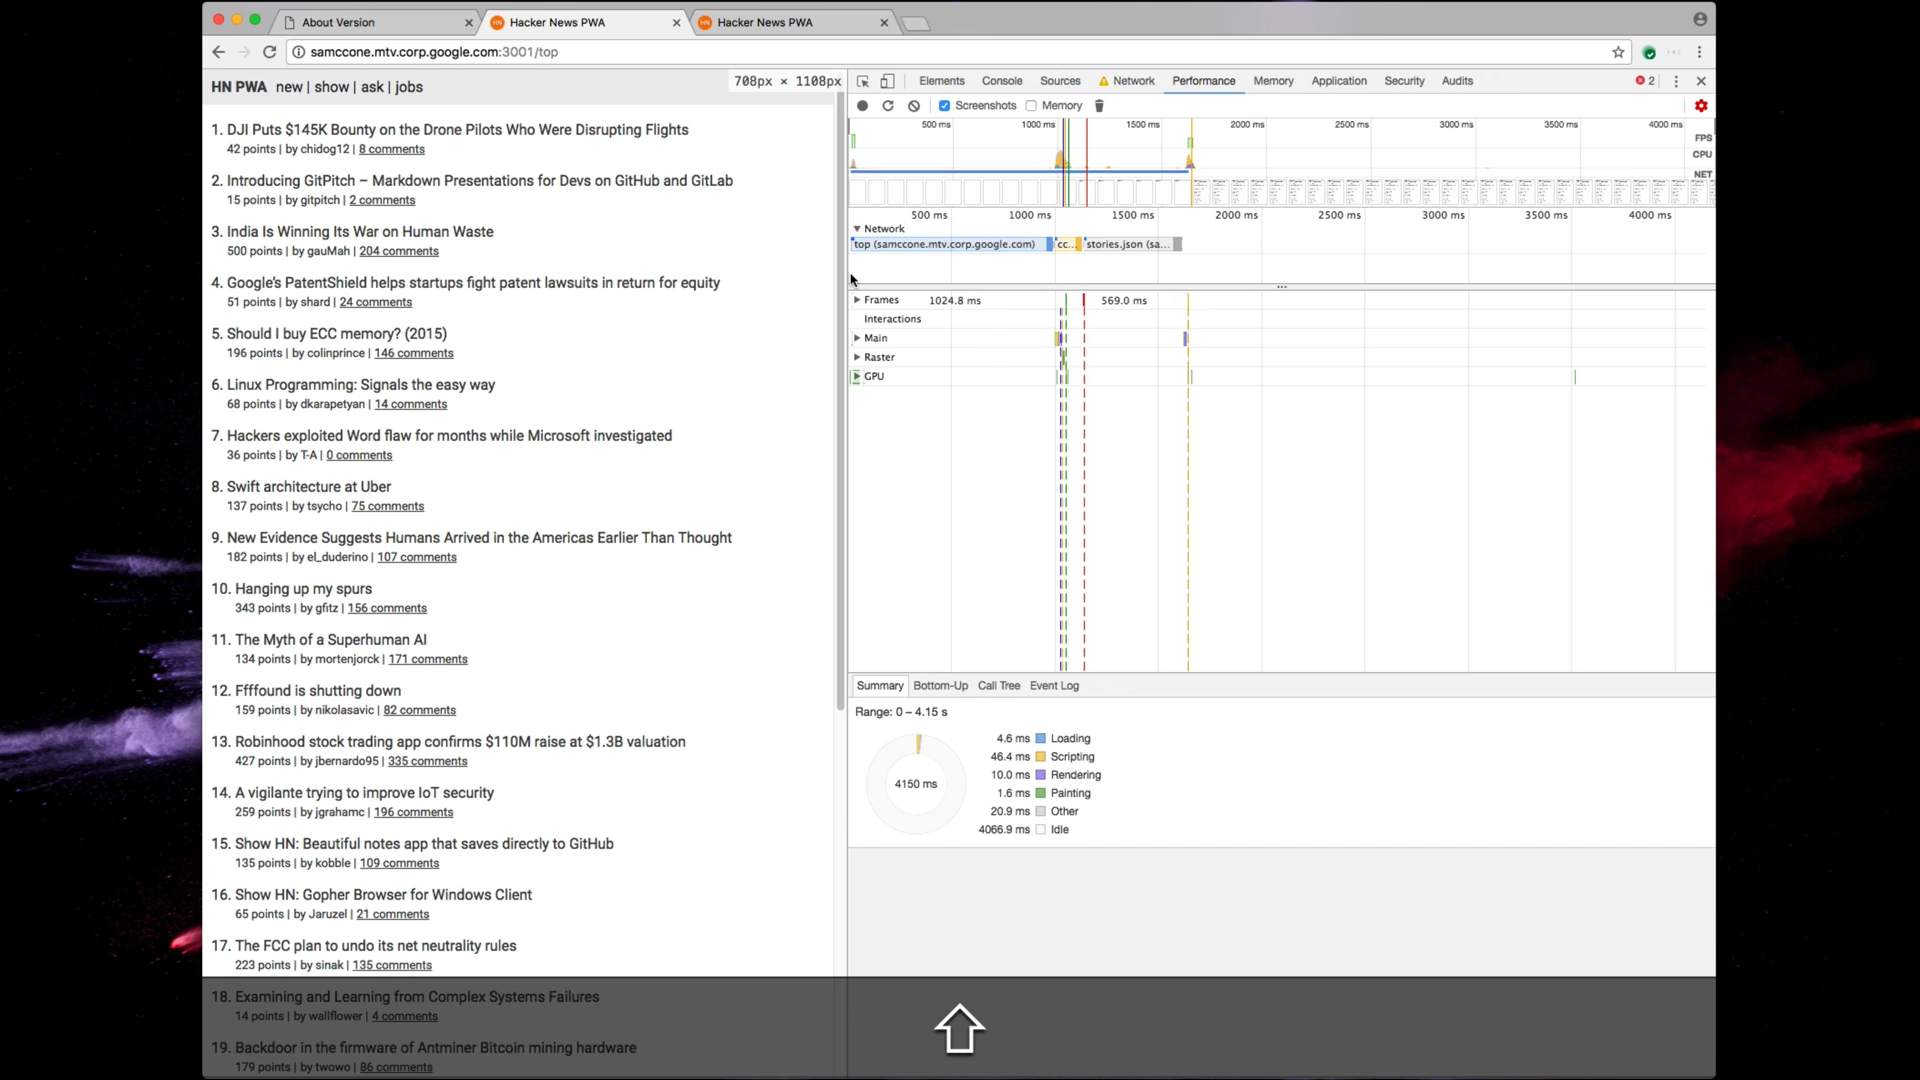 About Version
Hacker News PWA
Hacker News PWA
samccone.mtv.corp.google.com:3001/top
HN PWA new | show | ask | jobs
708px × 1108px
1. DJI Puts $145K Bounty on the Drone Pilots Who Were Disrupting Flights
42 points | by chidog12 | 8 comments
2. Introducing GitPitch – Markdown Presentations for Devs on GitHub and GitLab
15 points | by gitpitch | 2 comments
3. India Is Winning Its War on Human Waste
500 points | by gauMah | 204 comments
4. Google's PatentShield helps startups fight patent lawsuits in return for equity
51 points | by shard | 24 comments
5. Should I buy ECC memory? (2015)
196 points | by colinprince | 146 comments
6. Linux Programming: Signals the easy way
68 points | by dkarapetyan | 14 comments
7. Hackers exploited Word flaw for months while Microsoft investigated
36 points | by T-A | 0 comments
8. Swift architecture at Uber
137 points | by tsycho | 75 comments
9. New Evidence Suggests Humans Arrived in the Americas Earlier Than Thought
182 points | by el_duderino | 107 comments
10. Hanging up my spurs
343 points | by gfitz | 156 comments
11. The Myth of a Superhuman AI
134 points | by mortenjorck | 171 comments
12. Ffffound is shutting down
159 points | by nikolasavic | 82 comments
13. Robinhood stock trading app confirms $110M raise at $1.3B valuation
427 points | by jbernardo95 | 335 comments
14. A vigilante trying to improve IoT security
259 points | by jgrahamc | 196 comments
15. Show HN: Beautiful notes app that saves directly to GitHub
135 points | by kobble | 109 comments
16. Show HN: Gopher Browser for Windows Client
65 points | by Jaruzel | 21 comments
17. The FCC plan to undo its net neutrality rules
223 points | by sinak | 135 comments
18. Examining and Learning from Complex Systems Failures
14 points | by wallflower | 4 comments
19. Backdoor in the firmware of Antminer Bitcoin mining hardware
179 points | by twowo | 86 comments
Elements Console Sources Network Performance Memory Application Security Audits 2
Screenshots Memory
500 ms 1000 ms 1500 ms 2000 ms 2500 ms 3000 ms 3500 ms 4000 ms
FPS
CPU
NET
500 ms 1000 ms 1500 ms 2000 ms 2500 ms 3000 ms 3500 ms 4000 ms
Network
top (samccone.mtv.corp.google.com) cc... stories.json (sa...
Frames 1024.8 ms 569.0 ms
Interactions
Main
Raster
GPU
Summary Bottom-Up Call Tree Event Log
Range: 0 – 4.15 s
4150 ms
4.6 ms Loading
46.4 ms Scripting
10.0 ms Rendering
1.6 ms Painting
20.9 ms Other
4066.9 ms Idle